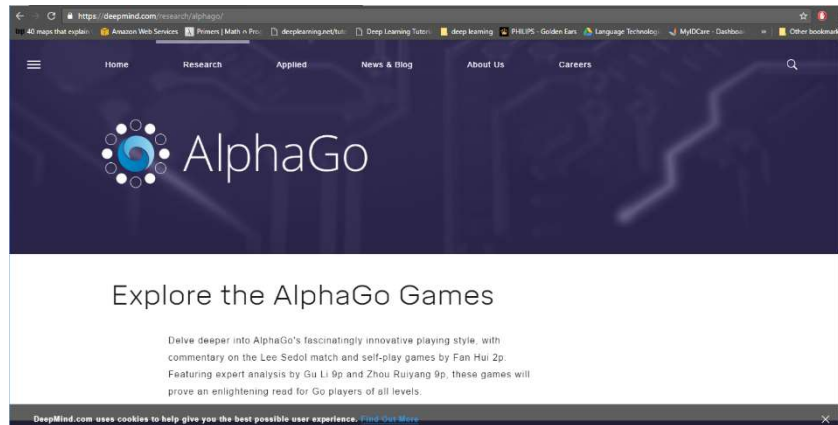 https://deepmind.com/research/alphago/
40 maps that explain Amazon Web Services Primers | Math ∩ Pro deeplearning.net/tuto Deep Learning Tutori deep learning PHILIPS - Golden Ears Language Technolog MyIDCare - Dashboa » Other bookmark
Home Research Applied News & Blog About Us Careers
AlphaGo
Explore the AlphaGo Games
Delve deeper into AlphaGo's fascinatingly innovative playing style, with
commentary on the Lee Sedol match and self-play games by Fan Hui 2p.
Featuring expert analysis by Gu Li 9p and Zhou Ruiyang 9p, these games will
prove an enlightening read for Go players of all levels.
DeepMind.com uses cookies to help give you the best possible user experience. Find Out More